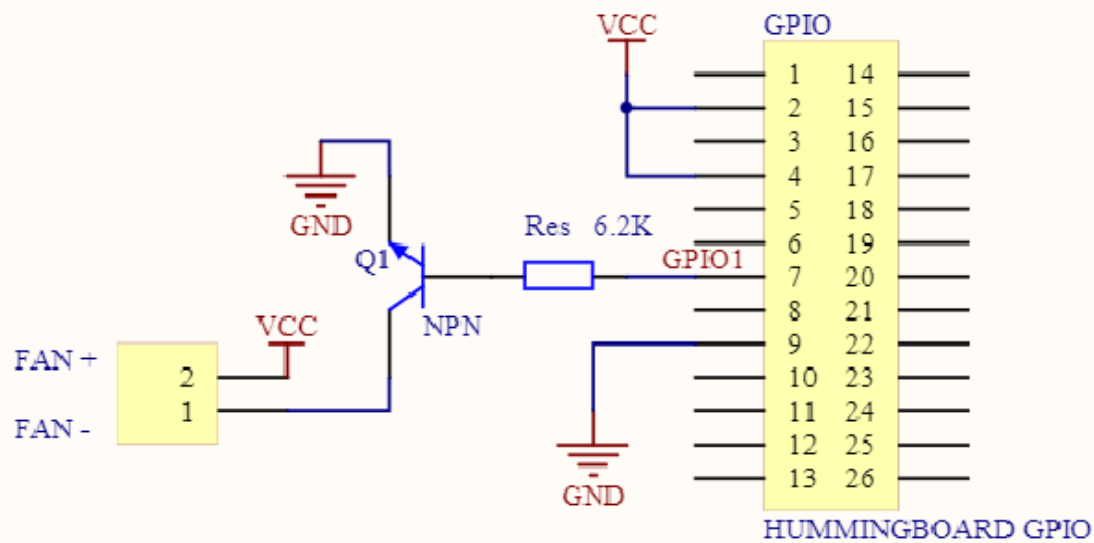 VCC
GPIO
1 14
2 15
3 16
4 17
GND
5 18
Res 6.2K
6 19
Q1
GPIO1
7 20
8 21
NPN
VCC
9 22
FAN +
2
10 23
1
11 24
FAN -
12 25
13 26
GND
HUMMINGBOARD GPIO